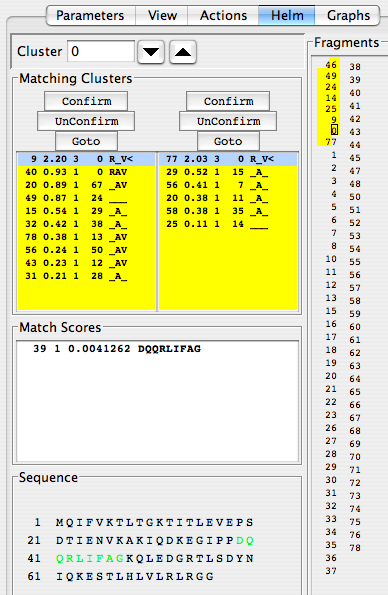 Parameters View Actions Helm Graphs
Cluster 0
Fragments
Matching Clusters
Confirm Confirm
UnConfirm UnConfirm
Goto Goto
9 2.20 3 0 R_V<
40 0.93 1 0 RAV
20 0.89 1 67 _AV
49 0.87 1 24 ___
15 0.54 1 29 _A_
32 0.42 1 38 _A_
78 0.38 1 13 _AV
56 0.24 1 50 _AV
43 0.23 1 12 _AV
31 0.21 1 28 _A_
77 2.03 3 0 R_V<
29 0.52 1 15 _A_
56 0.41 1 7 _A_
20 0.38 1 11 _A_
58 0.38 1 35 _A_
25 0.11 1 14 ___
Match Scores
39 1 0.0041262 DQQRLIFAG
Sequence
1 MQIFVKTLTGKTITLEVEPS
21 DTIENVKAKIQDKEGIPPDQ
41 QRLIFAGKQLEDGRTLSDYN
61 IQKESTLHLVLRLRGG
46
49
24
14
25
9
0
77
1
2
3
4
5
6
7
8
10
11
12
13
15
16
17
18
19
20
21
22
23
26
27
28
29
30
31
32
33
34
35
36
37
38
39
40
41
42
43
44
45
47
48
50
51
52
53
54
55
56
57
58
59
60
61
62
63
64
65
66
67
68
69
70
71
72
73
74
75
76
78